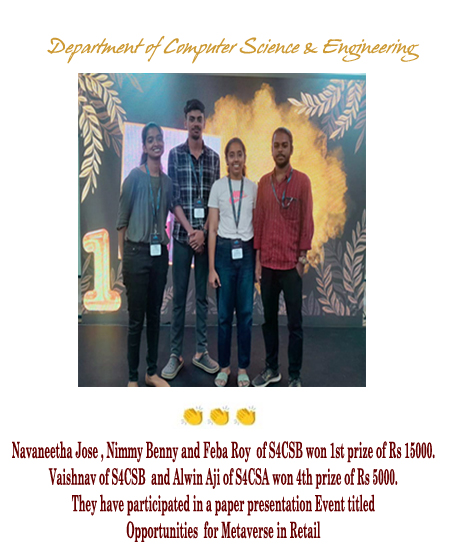 Department of Computer Science & Engineering
1
Navaneetha Jose , Nimmy Benny and Feba Roy of S4CSB won 1st prize of Rs 15000.
Vaishnav of S4CSB and Alwin Aji of S4CSA won 4th prize of Rs 5000.
They have participated in a paper presentation Event titled
Opportunities for Metaverse in Retail